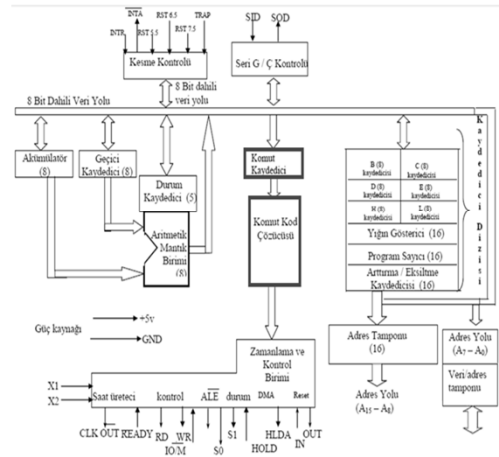 INTA
RST 6.5
TRAP
INTR
RST 5.5
RST 7.5
SID
SOD
Kesme Kontrolü
Seri G / Ç Kontrolü
8 Bit Dahili Veri Yolu
8 Bit dahili
veri yolu
Kaydedici Dizisi
Akümülatör
(8)
Geçici
Kaydedici (8)
Durum
Kaydedici (5)
Aritmetik
Mantık
Birimi
(8)
Komut
Kaydedici
Komut Kod
Çözücüsü
B (8)
kaydedicisi
C (8)
kaydedicisi
D (8)
kaydedicisi
E (8)
kaydedicisi
H (8)
kaydedicisi
L (8)
kaydedicisi
Yığın Gösterici (16)
Program Sayıcı (16)
Arttırma / Eksiltme
Kaydedicisi (16)
Güç kaynağı
+5v
GND
Adres Tamponu
(16)
Adres Yolu
(A7 – A0)
Veri/adres
tamponu
Adres Yolu
(A15 – A8)
Zamanlama ve
Kontrol
Birimi
X1
X2
Saat üreteci
kontrol
ALE
durum
DMA
Reset
CLK OUT
READY
RD
WR
IO/M
S0
S1
HOLD
HLDA
IN
OUT